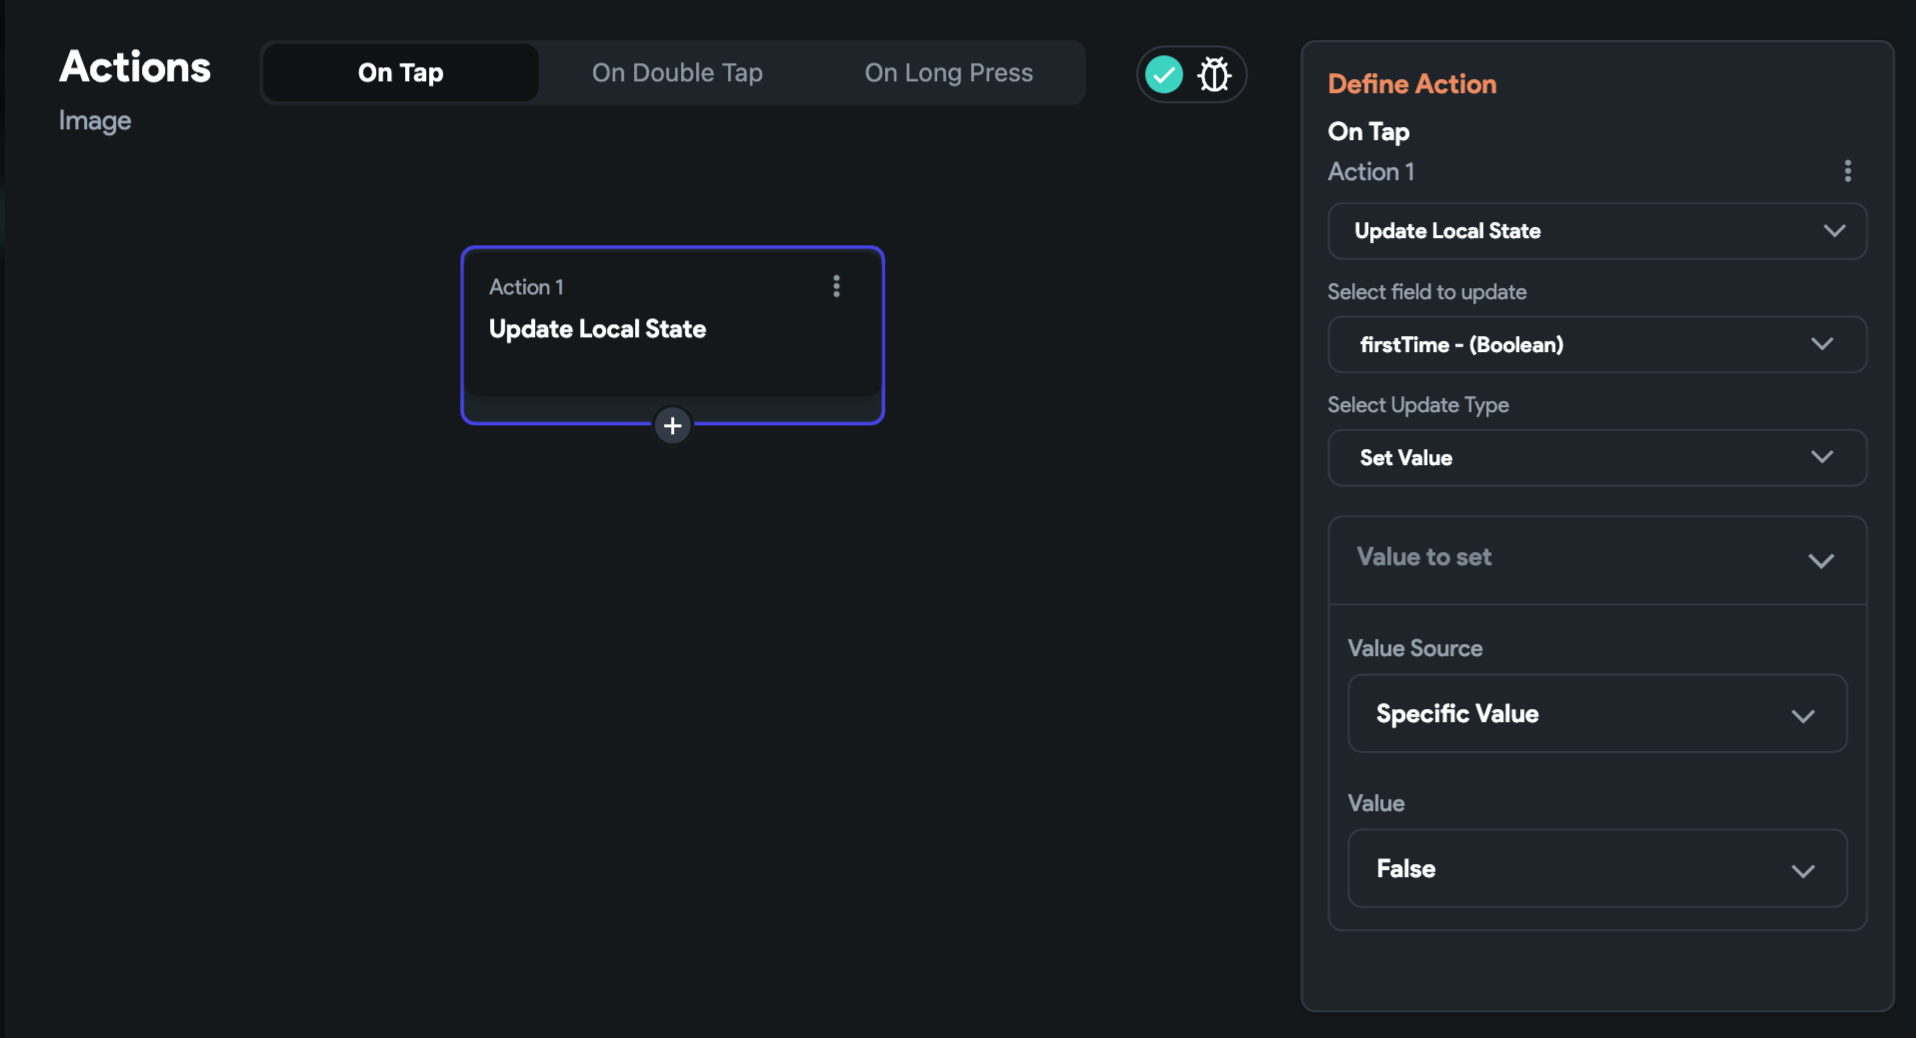 Actions
Image
On Tap
On Double Tap
On Long Press
Action 1
Update Local State
Define Action
On Tap
Action 1
Update Local State
Select field to update
firstTime - (Boolean)
Select Update Type
Set Value
Value to set
Value Source
Specific Value
Value
False